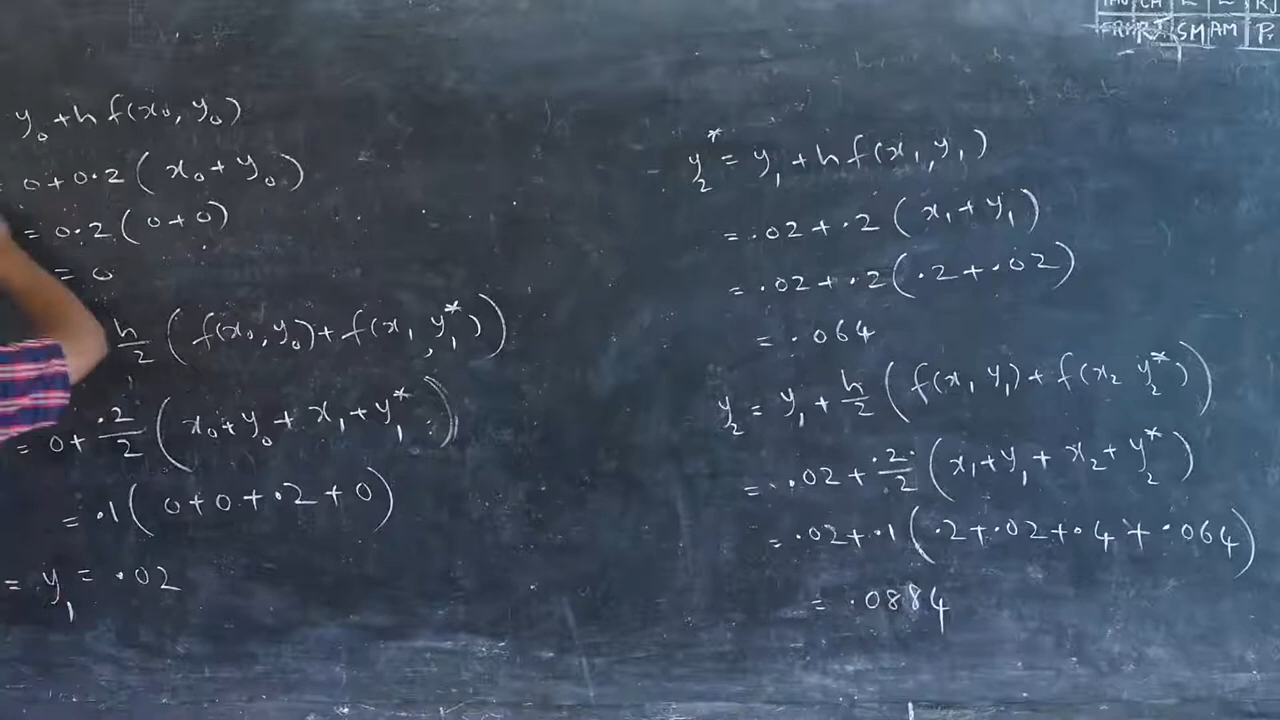 y₀ + h f(x₀, y₀)
= 0 + 0.2 ( x₀ + y₀ )
= 0.2 ( 0 + 0 )
= 0
h/2 ( f(x₀, y₀) + f(x₁, y₁*) )
= 0 + .2/2 ( x₀ + y₀ + x₁ + y₁* )
= .1 ( 0 + 0 + .2 + 0 )
= y₁ = .02
y₂* = y₁ + h f(x₁, y₁)
= .02 + .2 ( x₁ + y₁ )
= .02 + .2 ( .2 + .02 )
= .064
y₂ = y₁ + h/2 ( f(x₁ y₁) + f(x₂ y₂*) )
= .02 + .2/2 ( x₁ + y₁ + x₂ + y₂* )
= .02 + .1 ( .2 + .02 + .4 + .064 )
= .0884
SM AM P.